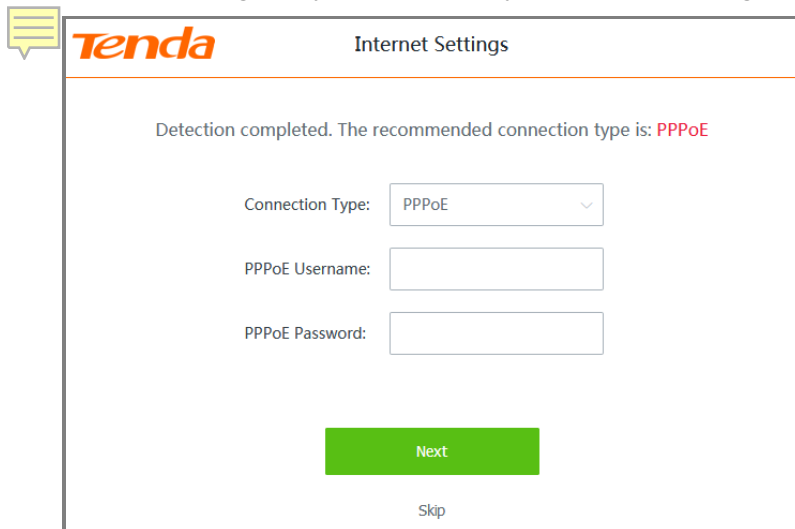 Tenda
Internet Settings
Detection completed. The recommended connection type is: PPPoE
Connection Type: PPPoE
PPPoE Username:
PPPoE Password:
Next
Skip